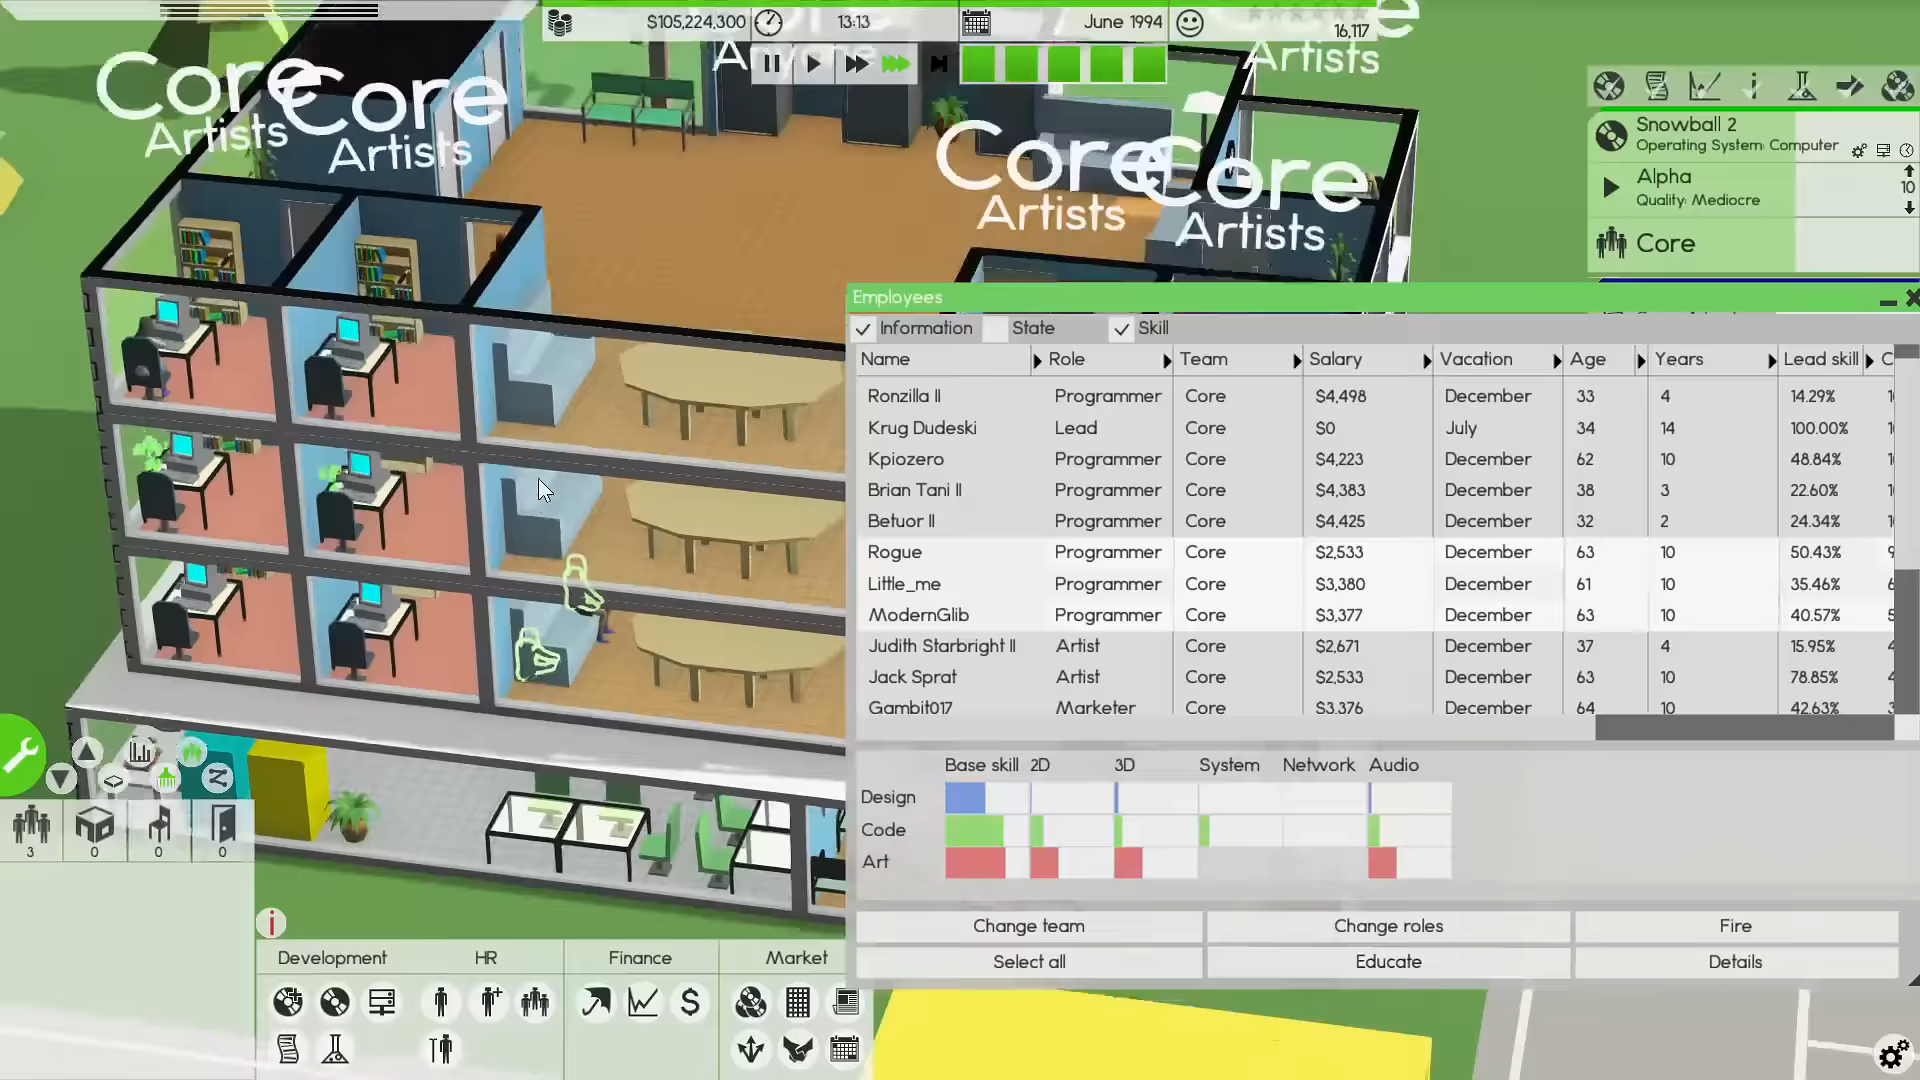 $105,224,300
13:13
June 1994
16,117
Core
Artists
Core
Artists
Artists
Core
Artists
Core
Artists
Snowball 2
Operating System: Computer
Alpha
Quality: Mediocre
10
Core
Employees
Information State Skill
Name Role Team Salary Vacation Age Years Lead skill C
Ronzilla II Programmer Core $4,498 December 33 4 14.29%
Krug Dudeski Lead Core $0 July 34 14 100.00%
Kpiozero Programmer Core $4,223 December 62 10 48.84%
Brian Tani II Programmer Core $4,383 December 38 3 22.60%
Betuor II Programmer Core $4,425 December 32 2 24.34%
Rogue Programmer Core $2,533 December 63 10 50.43%
Little_me Programmer Core $3,380 December 61 10 35.46%
ModernGlib Programmer Core $3,377 December 63 10 40.57%
Judith Starbright II Artist Core $2,671 December 37 4 15.95%
Jack Sprat Artist Core $2,533 December 63 10 78.85%
Gambit017 Marketer Core $3,376 December 64 10 42.63%
Base skill 2D 3D System Network Audio
Design
Code
Art
Change team Change roles Fire
Select all Educate Details
3 0 0 0
Development HR Finance Market